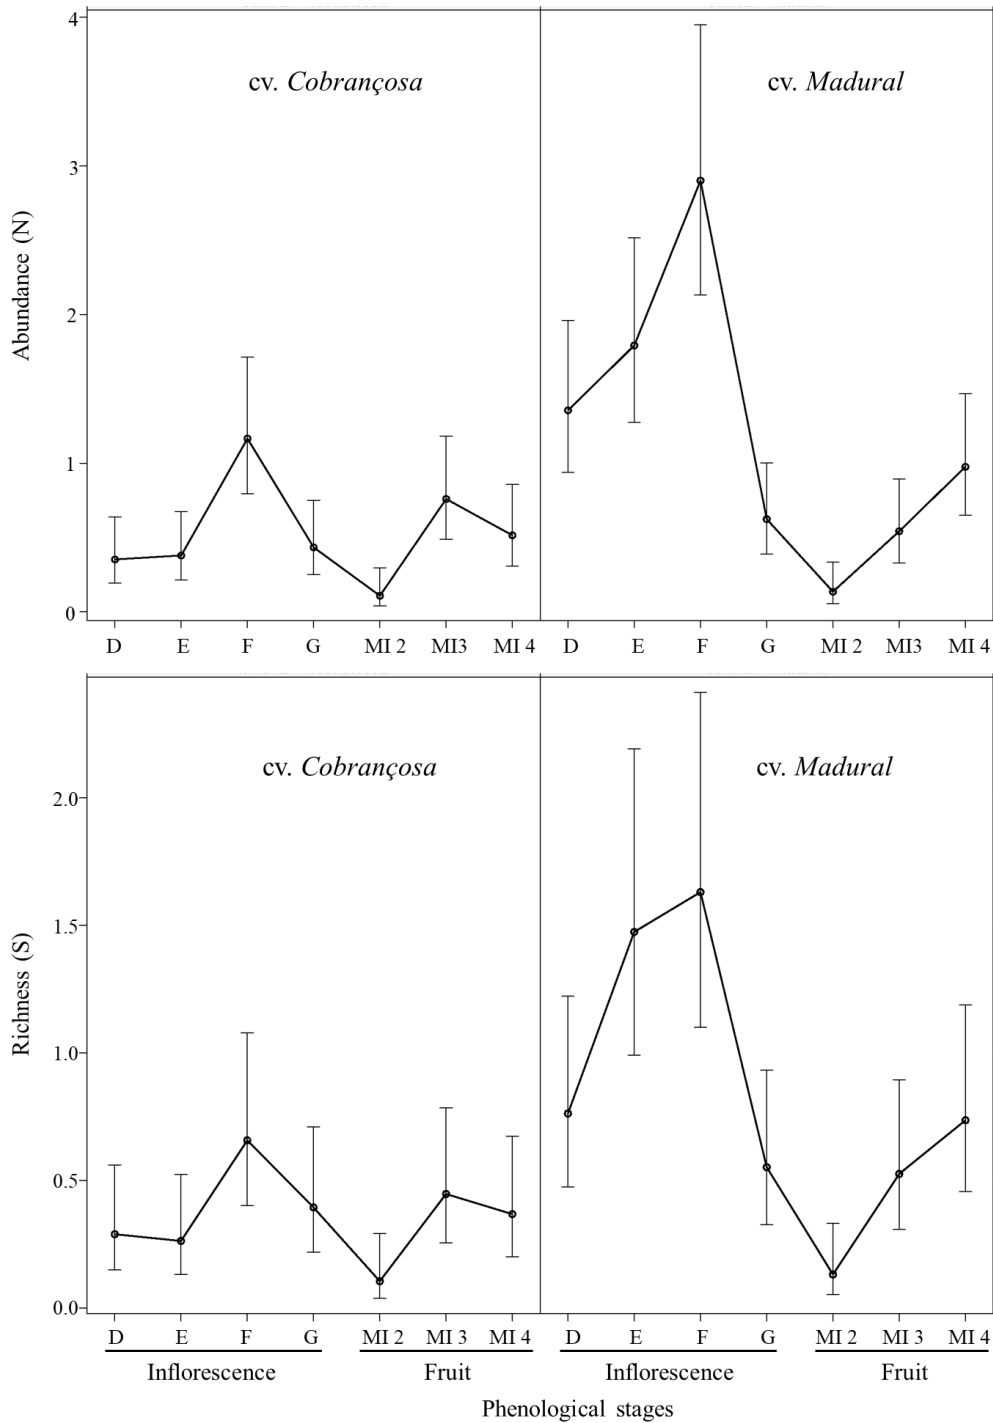 cv. Cobrançosa
cv. Madural
Abundance (N)
4
3
2
1
0
D E F G MI 2 MI3 MI 4 D E F G MI 2 MI3 MI 4
cv. Cobrançosa
cv. Madural
Richness (S)
2.0
1.5
1.0
0.5
0.0
D E F G MI 2 MI 3 MI 4 D E F G MI 2 MI 3 MI 4
Inflorescence Fruit Inflorescence Fruit
Phenological stages